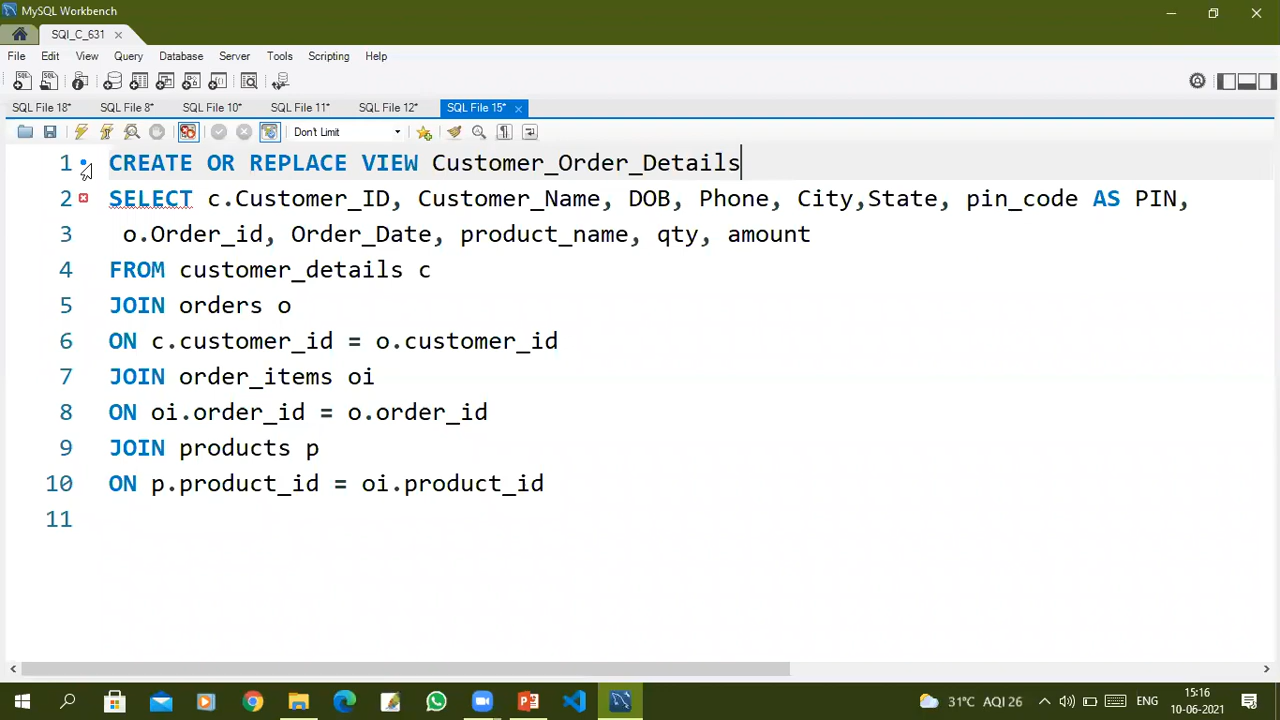 MySQL Workbench
SQl_C_631
File Edit View Query Database Server Tools Scripting Help
SQL File 18* SQL File 8* SQL File 10* SQL File 11* SQL File 12* SQL File 15*
Don't Limit
1 CREATE OR REPLACE VIEW Customer_Order_Details
2 SELECT c.Customer_ID, Customer_Name, DOB, Phone, City,State, pin_code AS PIN,
3 o.Order_id, Order_Date, product_name, qty, amount
4 FROM customer_details c
5 JOIN orders o
6 ON c.customer_id = o.customer_id
7 JOIN order_items oi
8 ON oi.order_id = o.order_id
9 JOIN products p
10 ON p.product_id = oi.product_id
11
31°C AQI 26 ENG 15:16
10-06-2021